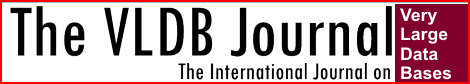 The VLDB Journal
The International Journal on
Very
Large
Data
Bases